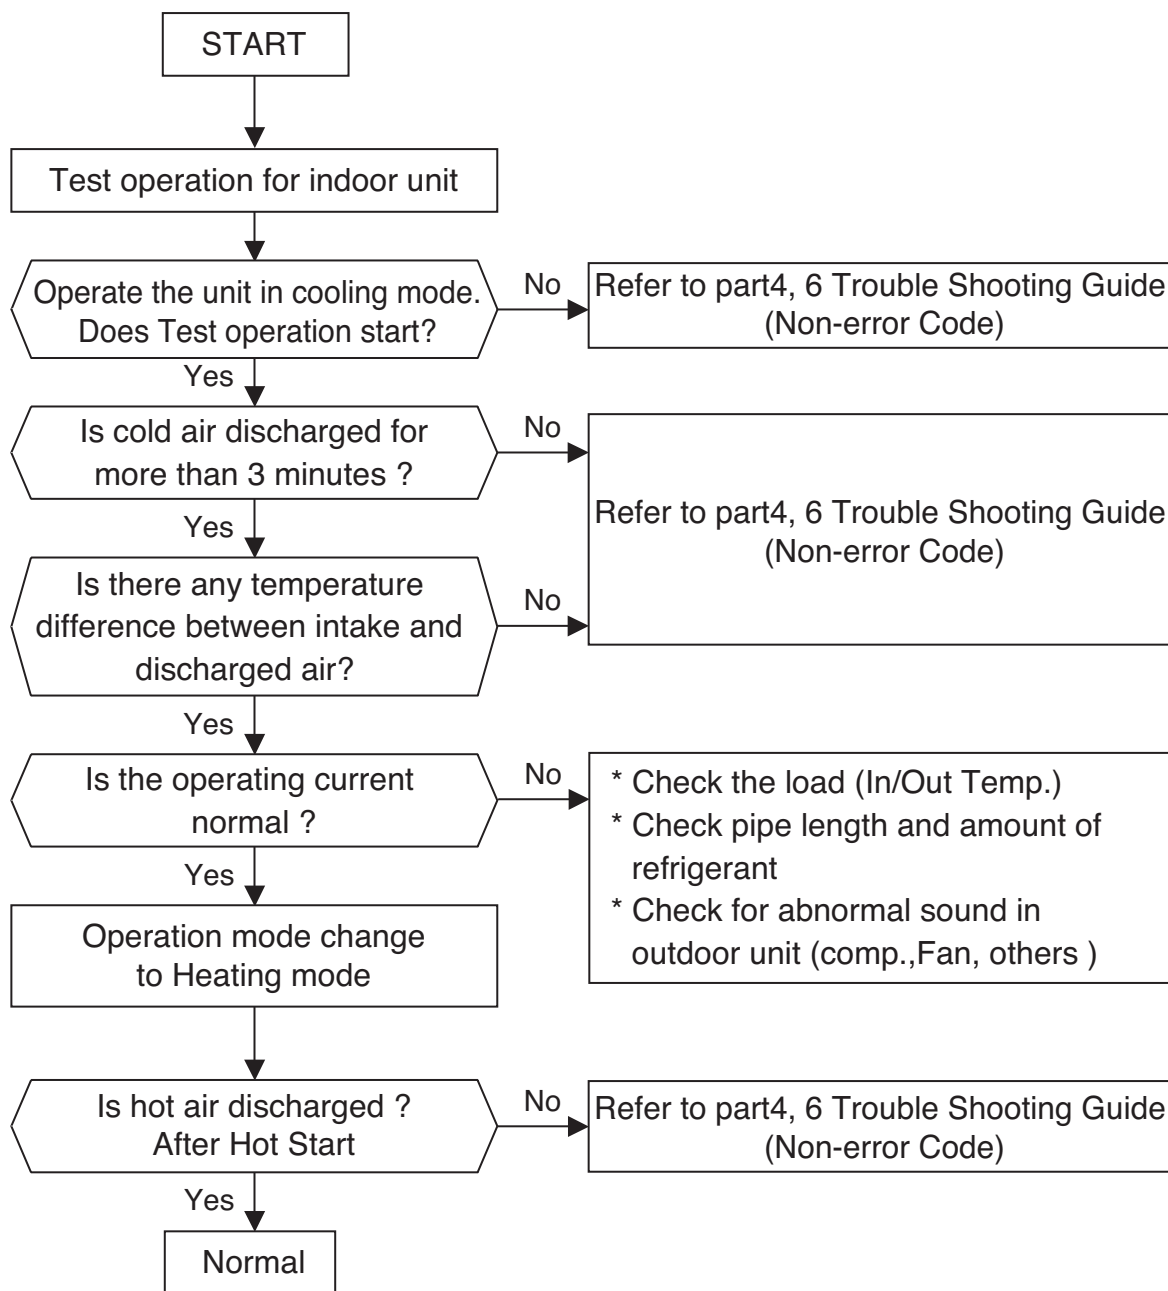 START
Test operation for indoor unit
Operate the unit in cooling mode.
Does Test operation start?
No
Refer to part4, 6 Trouble Shooting Guide
(Non-error Code)
Yes
Is cold air discharged for
more than 3 minutes ?
No
Refer to part4, 6 Trouble Shooting Guide
(Non-error Code)
Yes
Is there any temperature
difference between intake and
discharged air?
No
Yes
Is the operating current
normal ?
No
* Check the load (In/Out Temp.)
* Check pipe length and amount of
refrigerant
* Check for abnormal sound in
outdoor unit (comp.,Fan, others )
Yes
Operation mode change
to Heating mode
Is hot air discharged ?
After Hot Start
No
Refer to part4, 6 Trouble Shooting Guide
(Non-error Code)
Yes
Normal